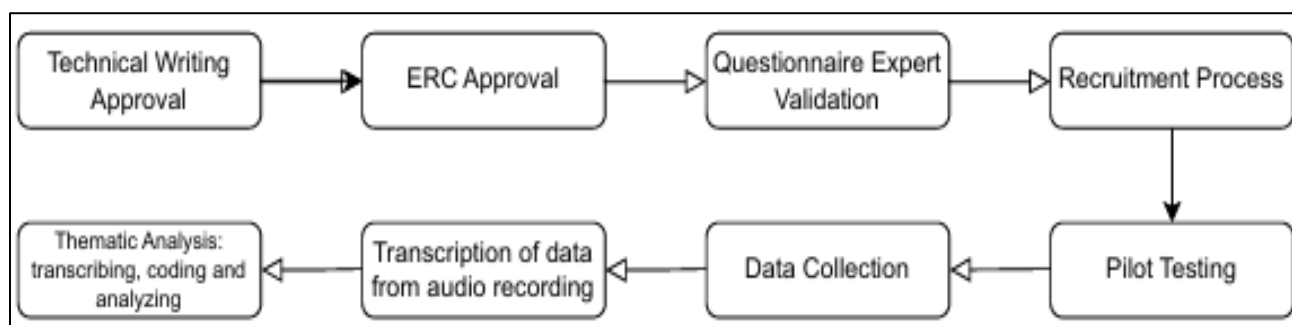 Technical Writing
Approval
ERC Approval
Questionnaire Expert
Validation
Recruitment Process
Pilot Testing
Data Collection
Transcription of data
from audio recording
Thematic Analysis:
transcribing, coding and
analyzing